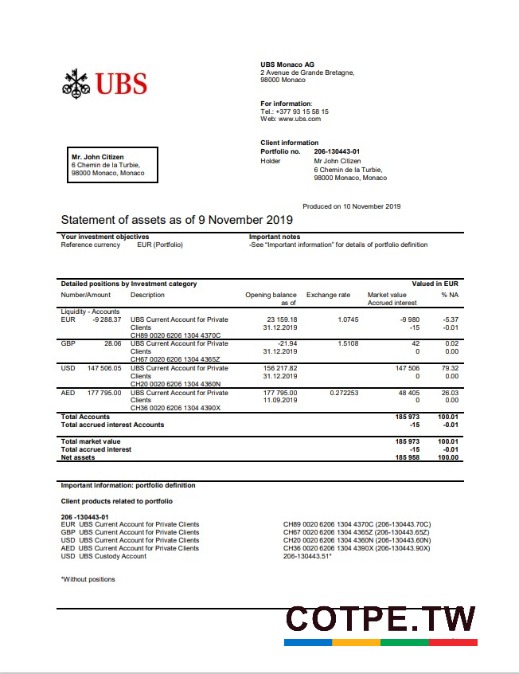 UBS
UBS Monaco AG
2 Avenue de Grande Bretagne,
98000 Monaco
For information:
Tel.: +377 93 15 58 15
Web: www.ubs.com
Client information
Portfolio no. 206-130443-01
Holder Mr John Citizen
6 Chemin de la Turbie,
98000 Monaco, Monaco
Mr. John Citizen
6 Chemin de la Turbie,
98000 Monaco, Monaco
Produced on 10 November 2019
Statement of assets as of 9 November 2019
Your investment objectives Important notes
Reference currency EUR (Portfolio) -See "Important information" for details of portfolio definition
Detailed positions by Investment category Valued in EUR
Number/Amount Description Opening balance Exchange rate Market value % NA
as of Accrued interest
Liquidity - Accounts
EUR -9 288.37 UBS Current Account for Private 23 159.18 1.0745 -9 980 -5.37
Clients 31.12.2019 -15 -0.01
CH89 0020 6206 1304 4370C
GBP 28.06 UBS Current Account for Private -21.94 1.5108 42 0.02
Clients 31.12.2019 0 0.00
CH67 0020 6206 1304 4365Z
USD 147 506.05 UBS Current Account for Private 156 217.82 147 506 79.32
Clients 31.12.2019 0 0.00
CH20 0020 6206 1304 4360N
AED 177 795.00 UBS Current Account for Private 177 795.00 0.272253 48 405 26.03
Clients 11.09.2019 0 0.00
CH36 0020 6206 1304 4390X
Total Accounts 185 973 100.01
Total accrued interest Accounts -15 -0.01
Total market value 185 973 100.01
Total accrued interest -15 -0.01
Net assets 185 958 100.00
Important information: portfolio definition
Client products related to portfolio
206 -130443-01
EUR UBS Current Account for Private Clients CH89 0020 6206 1304 4370C (206-130443.70C)
GBP UBS Current Account for Private Clients CH67 0020 6206 1304 4365Z (206-130443.65Z)
USD UBS Current Account for Private Clients CH20 0020 6206 1304 4360N (206-130443.60N)
AED UBS Current Account for Private Clients CH36 0020 6206 1304 4390X (206-130443.90X)
USD UBS Custody Account 206-130443.51*
*Without positions
COTPE.TW